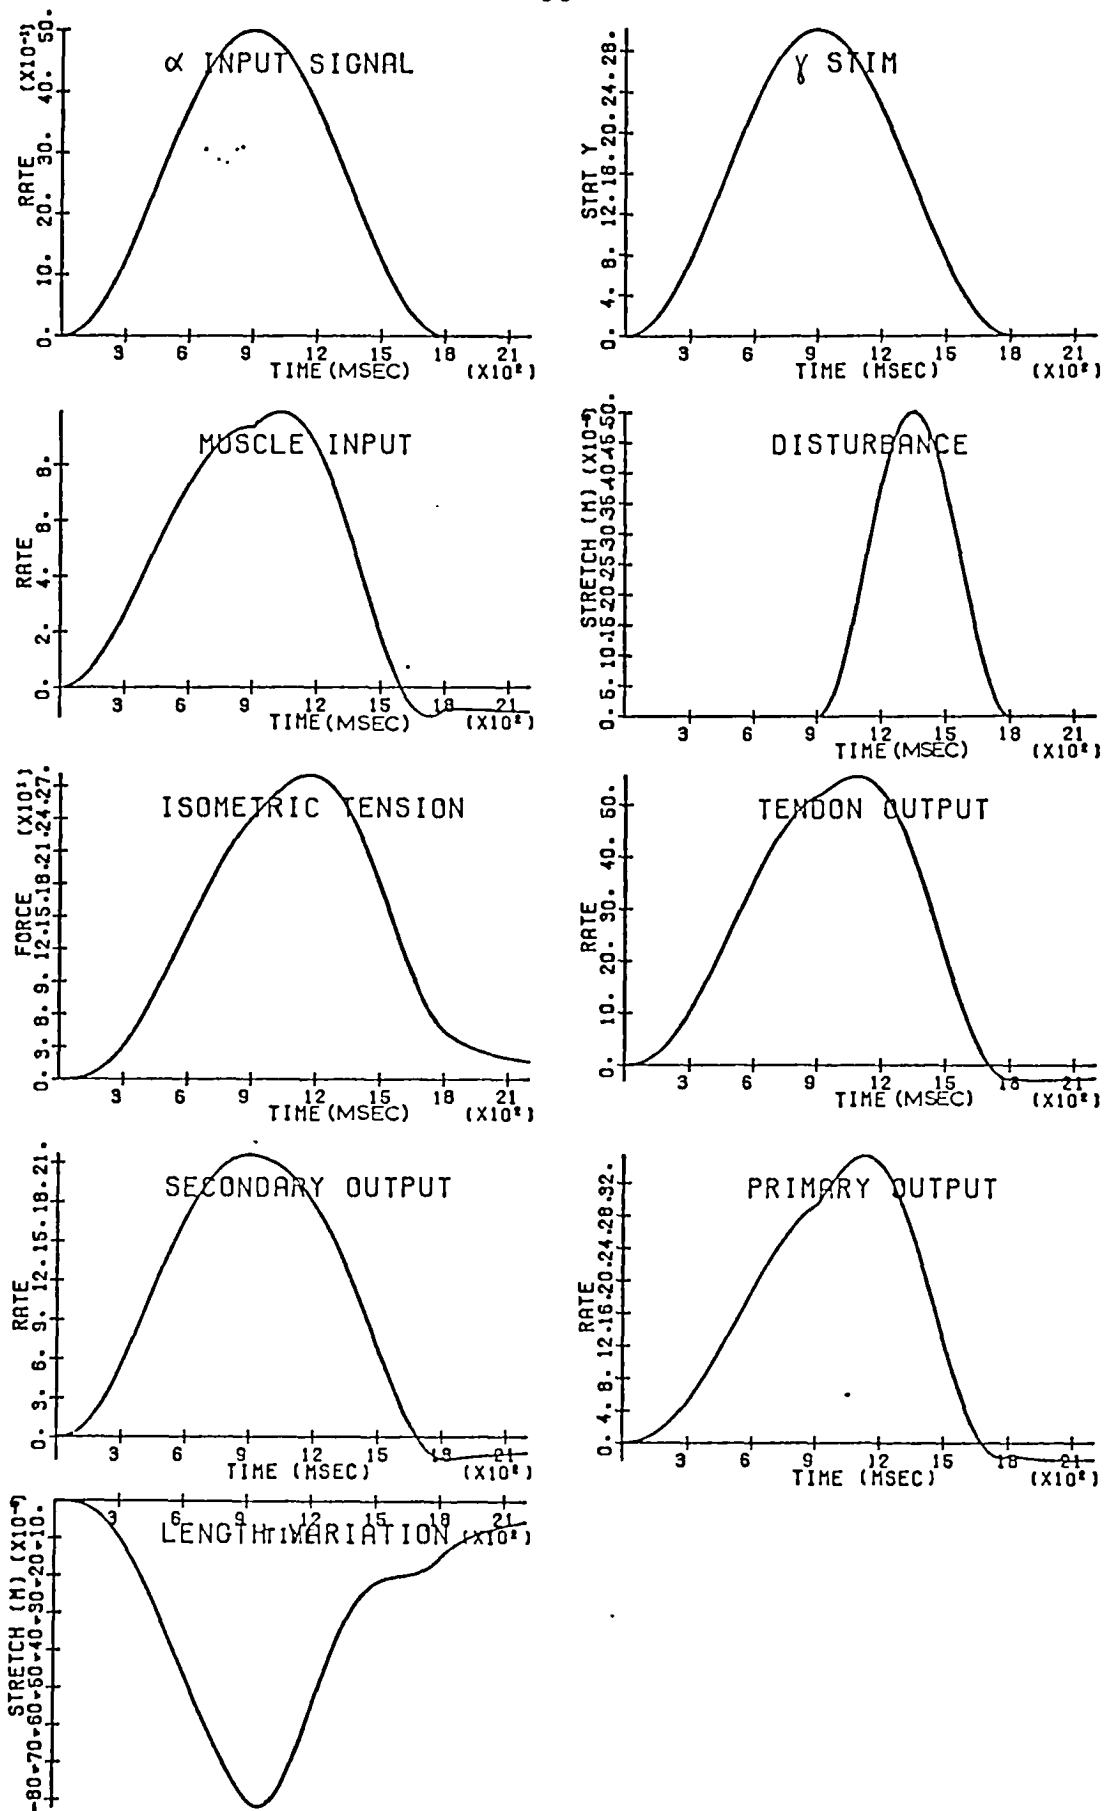 α INPUT SIGNAL
RATE (X10⁻²)
0. 10. 20. 30. 40. 50.
3 6 9 12 15 18 21
TIME (MSEC) (X10²)
γ STIM
STAT Y
0. 4. 8. 12. 16. 20. 24. 28.
3 6 9 12 15 18 21
TIME (MSEC) (X10²)
MUSCLE INPUT
RATE
0. 2. 4. 8. 8.
3 6 9 12 15 18 21
TIME (MSEC) (X10²)
DISTURBANCE
STRETCH (M)
0. 5. 10. 15. 20. 25. 30. 35. 40. 45. 50.
3 6 9 12 15 18 21
TIME (MSEC) (X10²)
ISOMETRIC TENSION
FORCE (X10¹)
0. 3. 6. 9. 12. 15. 18. 21. 24. 27.
3 6 9 12 15 18 21
TIME (MSEC) (X10²)
TENDON OUTPUT
RATE
0. 10. 20. 30. 40. 50.
3 6 9 12 15 18 21
TIME (MSEC) (X10²)
SECONDARY OUTPUT
RATE
0. 3. 6. 9. 12. 15. 18. 21.
3 6 9 12 15 18 21
TIME (MSEC) (X10²)
PRIMARY OUTPUT
RATE
0. 4. 8. 12. 16. 20. 24. 28. 32.
3 6 9 12 15 18 21
TIME (MSEC) (X10²)
LENGTH VARIATION
STRETCH (M)
-80. -70. -60. -50. -40. -30. -20. -10.
3 6 9 12 15 18 21
(X10²)